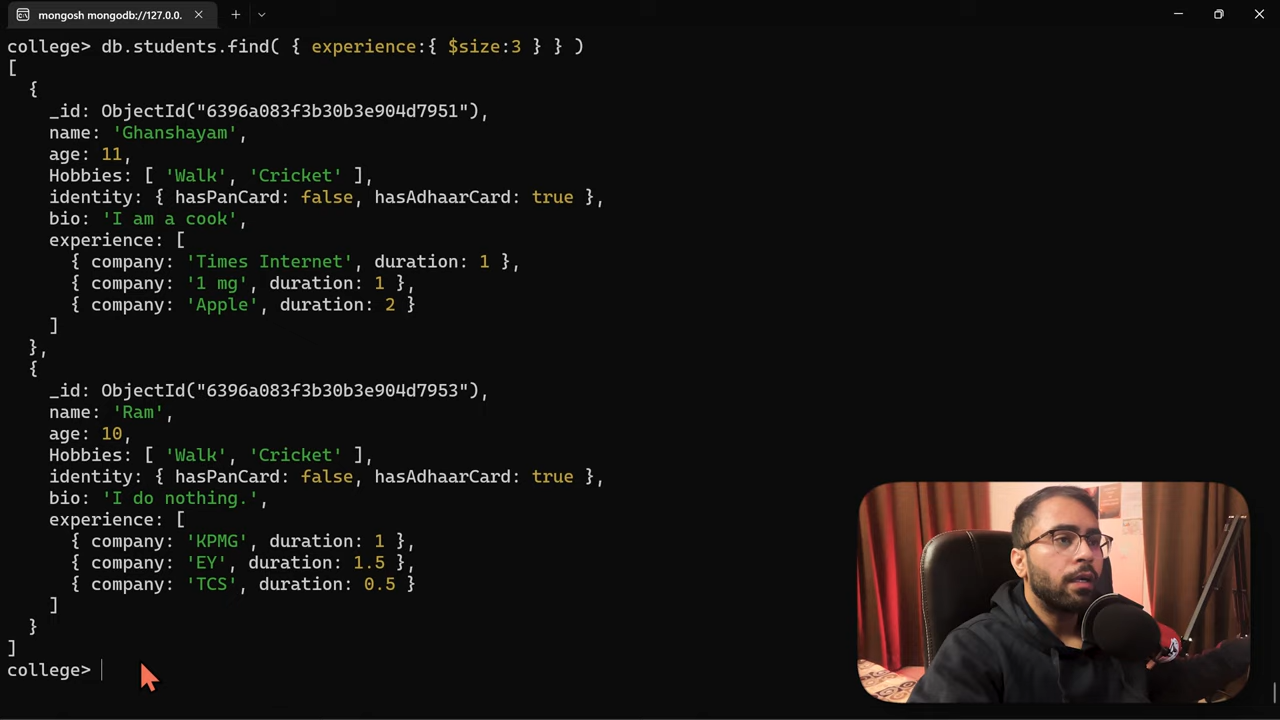 mongosh mongodb://127.0.0.
college> db.students.find( { experience:{ $size:3 } } )
[
  {
    _id: ObjectId("6396a083f3b30b3e904d7951"),
    name: 'Ghanshayam',
    age: 11,
    Hobbies: [ 'Walk', 'Cricket' ],
    identity: { hasPanCard: false, hasAdhaarCard: true },
    bio: 'I am a cook',
    experience: [
      { company: 'Times Internet', duration: 1 },
      { company: '1 mg', duration: 1 },
      { company: 'Apple', duration: 2 }
    ]
  },
  {
    _id: ObjectId("6396a083f3b30b3e904d7953"),
    name: 'Ram',
    age: 10,
    Hobbies: [ 'Walk', 'Cricket' ],
    identity: { hasPanCard: false, hasAdhaarCard: true },
    bio: 'I do nothing.',
    experience: [
      { company: 'KPMG', duration: 1 },
      { company: 'EY', duration: 1.5 },
      { company: 'TCS', duration: 0.5 }
    ]
  }
]
college>